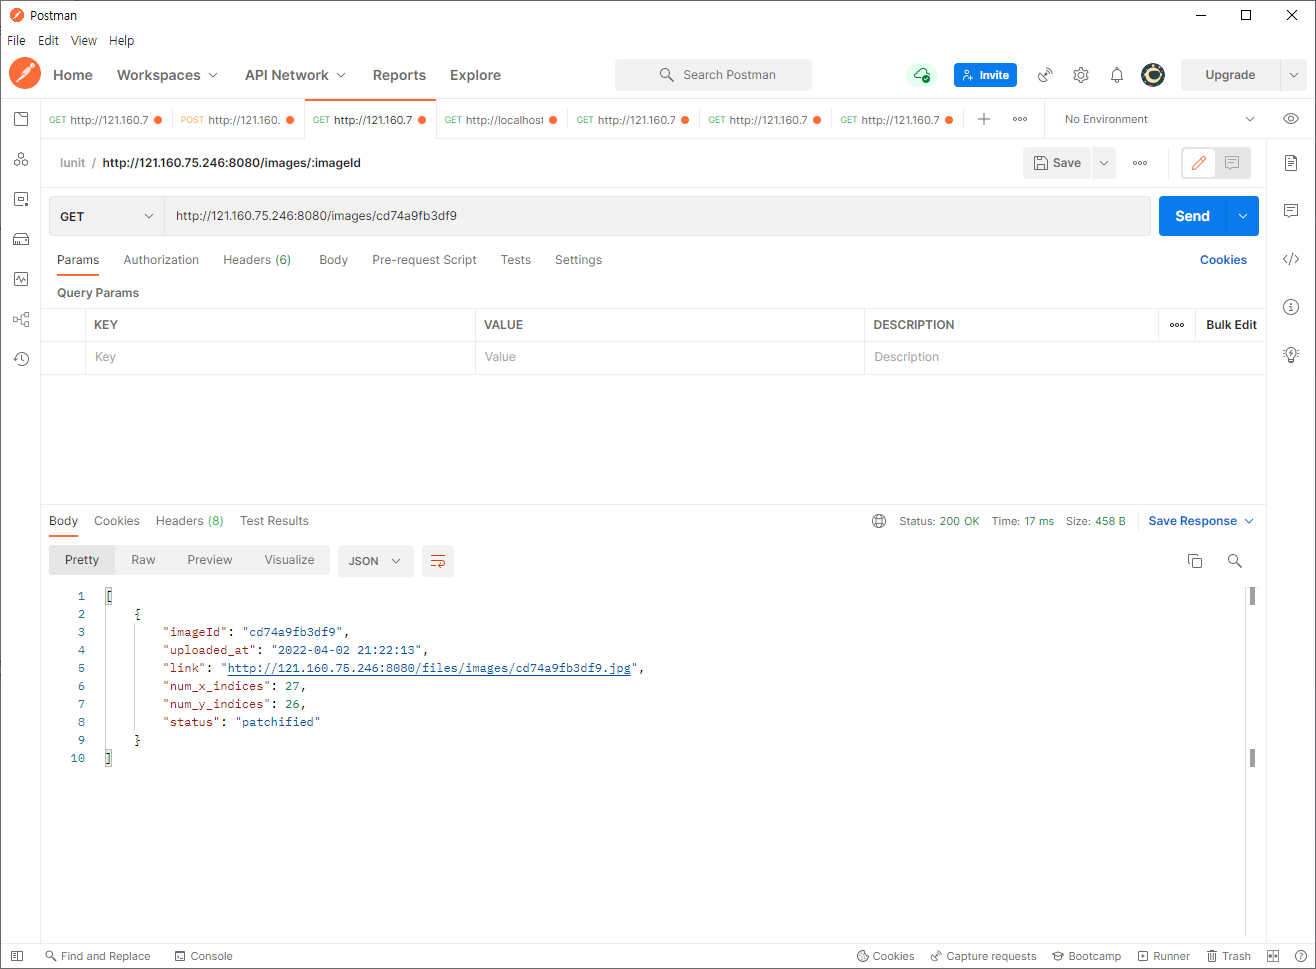 Postman
File Edit View Help
Home Workspaces API Network Reports Explore Search Postman Invite Upgrade
GET http://121.160.7 POST http://121.160. GET http://121.160.7 GET http://localhost GET http://121.160.7 GET http://121.160.7 GET http://121.160.7 No Environment
lunit / http://121.160.75.246:8080/images/:imageId Save
GET http://121.160.75.246:8080/images/cd74a9fb3df9 Send
Params Authorization Headers (6) Body Pre-request Script Tests Settings Cookies
Query Params
KEY VALUE DESCRIPTION Bulk Edit
Key Value Description
Body Cookies Headers (8) Test Results Status: 200 OK Time: 17 ms Size: 458 B Save Response
Pretty Raw Preview Visualize JSON
1 [
2 {
3 "imageId": "cd74a9fb3df9",
4 "uploaded_at": "2022-04-02 21:22:13",
5 "link": "http://121.160.75.246:8080/files/images/cd74a9fb3df9.jpg",
6 "num_x_indices": 27,
7 "num_y_indices": 26,
8 "status": "patchified"
9 }
10 ]
Find and Replace Console Cookies Capture requests Bootcamp Runner Trash